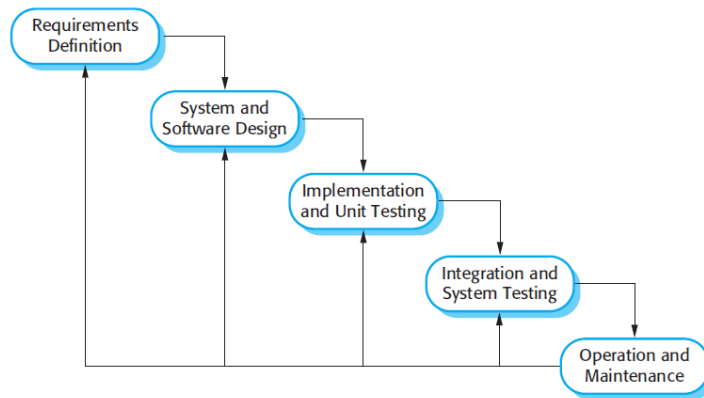 Requirements
Definition
System and
Software Design
Implementation
and Unit Testing
Integration and
System Testing
Operation and
Maintenance